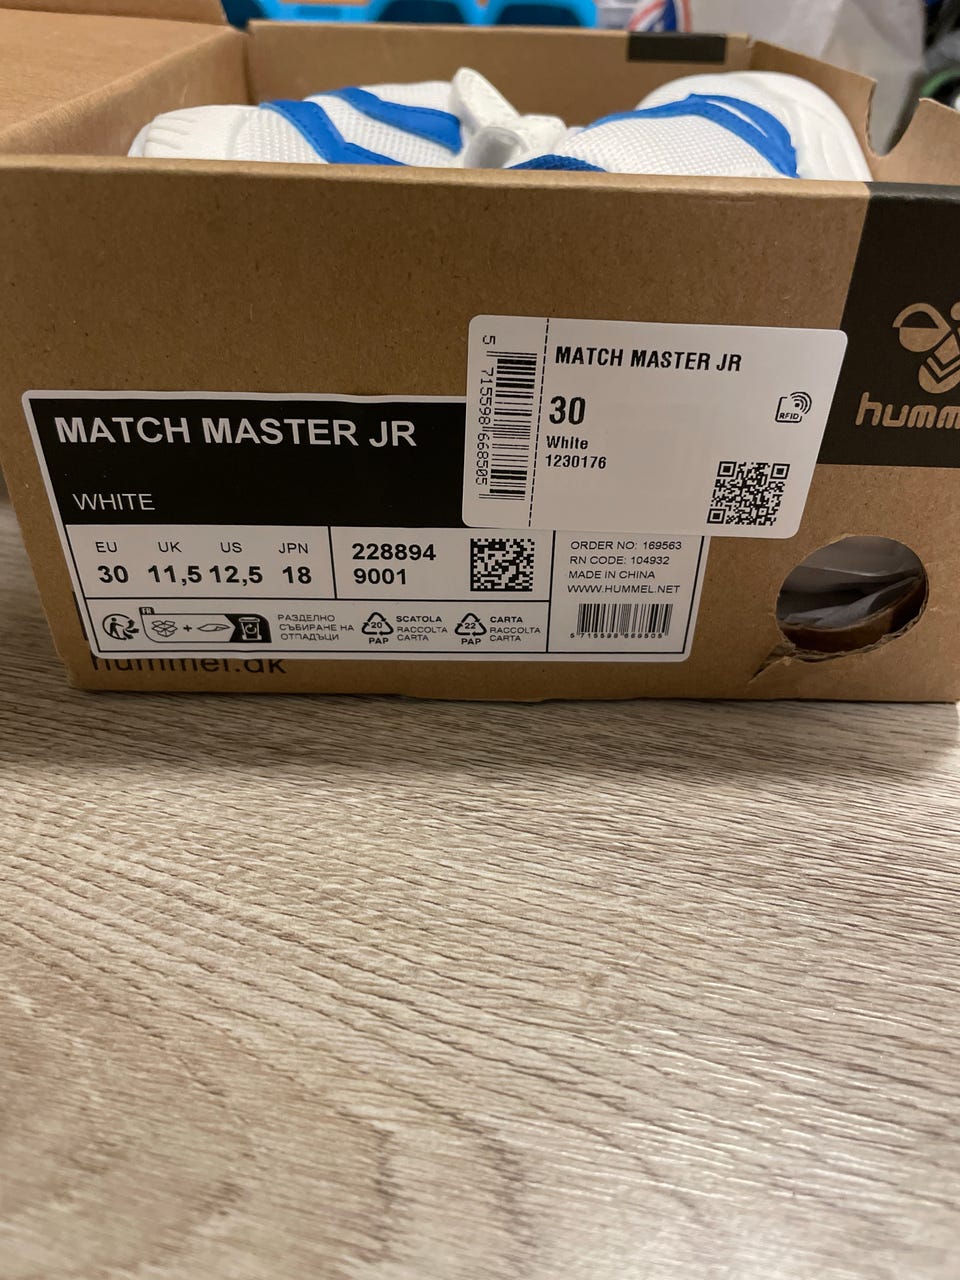 MATCH MASTER JR
30
White
1230176
RFID
5 715598 668505
MATCH MASTER JR
WHITE
EU UK US JPN
30 11,5 12,5 18
228894
9001
ORDER NO: 169563
RN CODE: 104932
MADE IN CHINA
WWW.HUMMEL.NET
FR
РАЗДЕЛНО
СЪБИРАНЕ НА
ОТПАДЪЦИ
20
PAP
SCATOLA
RACCOLTA
CARTA
22
PAP
CARTA
RACCOLTA
CARTA
hummel.dk